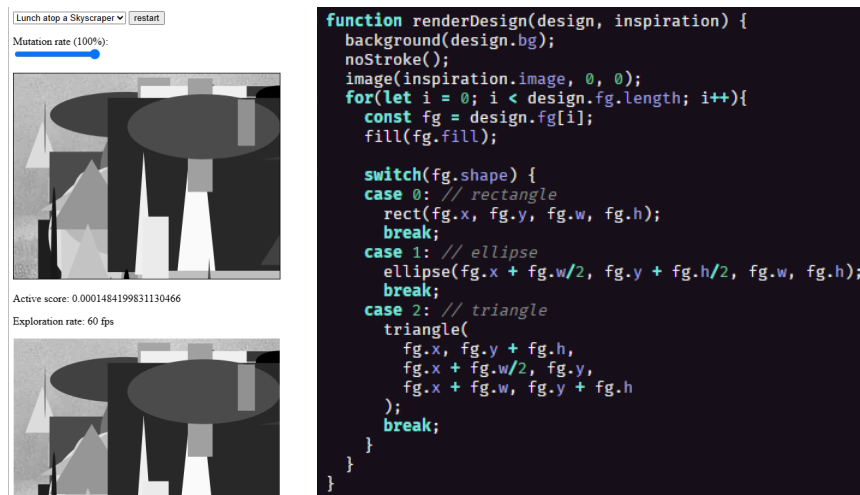 Lunch atop a Skyscraper restart
Mutation rate (100%):
Active score: 0.0001484199831130466
Exploration rate: 60 fps
function renderDesign(design, inspiration) {
  background(design.bg);
  noStroke();
  image(inspiration.image, 0, 0);
  for(let i = 0; i < design.fg.length; i++){
    const fg = design.fg[i];
    fill(fg.fill);

    switch(fg.shape) {
    case 0: // rectangle
      rect(fg.x, fg.y, fg.w, fg.h);
      break;
    case 1: // ellipse
      ellipse(fg.x + fg.w/2, fg.y + fg.h/2, fg.w, fg.h);
      break;
    case 2: // triangle
      triangle(
        fg.x, fg.y + fg.h,
        fg.x + fg.w/2, fg.y,
        fg.x + fg.w, fg.y + fg.h
      );
      break;
    }
  }
}